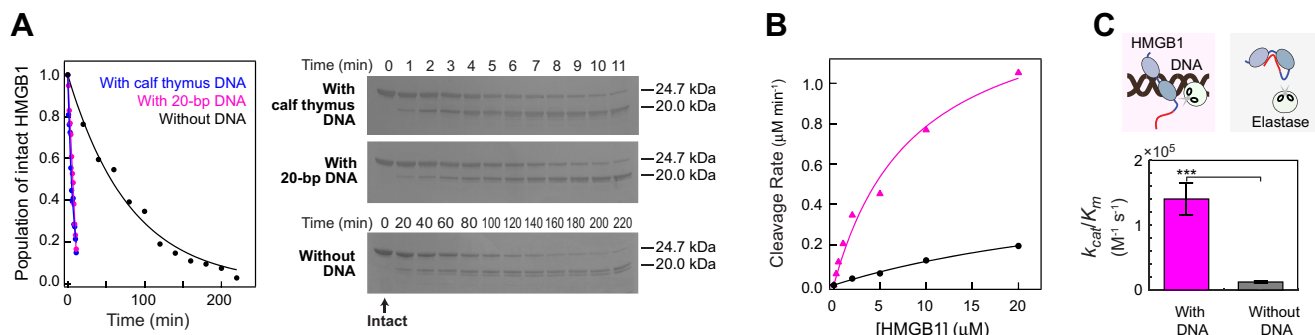 A
Population of intact HMGB1
1.0
0.8
0.6
0.4
0.2
0.0
With calf thymus DNA
With 20-bp DNA
Without DNA
0
100
200
Time (min)
Time (min) 0 1 2 3 4 5 6 7 8 9 10 11
With
calf thymus
DNA
24.7 kDa
20.0 kDa
With
20-bp DNA
24.7 kDa
20.0 kDa
Time (min) 0 20 40 60 80 100 120 140 160 180 200 220
Without
DNA
24.7 kDa
20.0 kDa
Intact
B
Cleavage Rate (μM min⁻¹)
1.0
0.8
0.6
0.4
0.2
0
0
5
10
15
20
[HMGB1] (μM)
C
HMGB1
DNA
Elastase
×10⁵
kcat/Km
(M⁻¹ s⁻¹)
2
1
0
***
With
DNA
Without
DNA